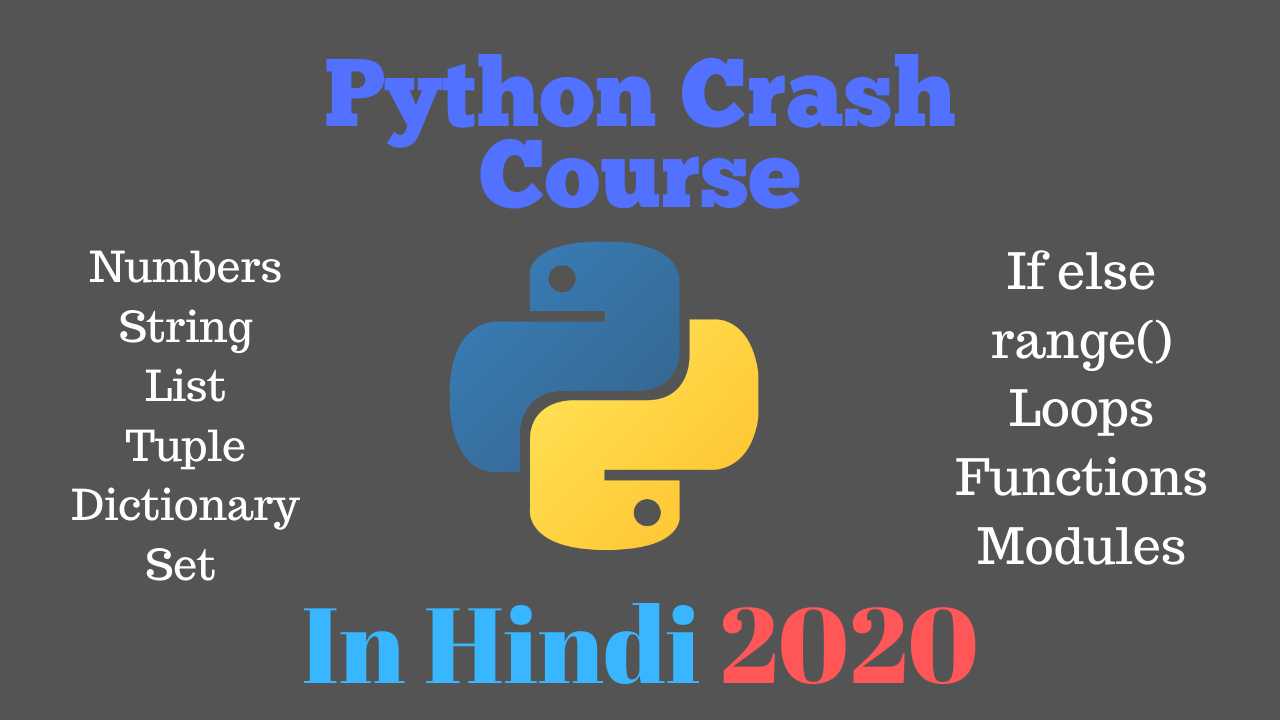 Python Crash
Course
Numbers
String
List
Tuple
Dictionary
Set
If else
range()
Loops
Functions
Modules
In Hindi 2020